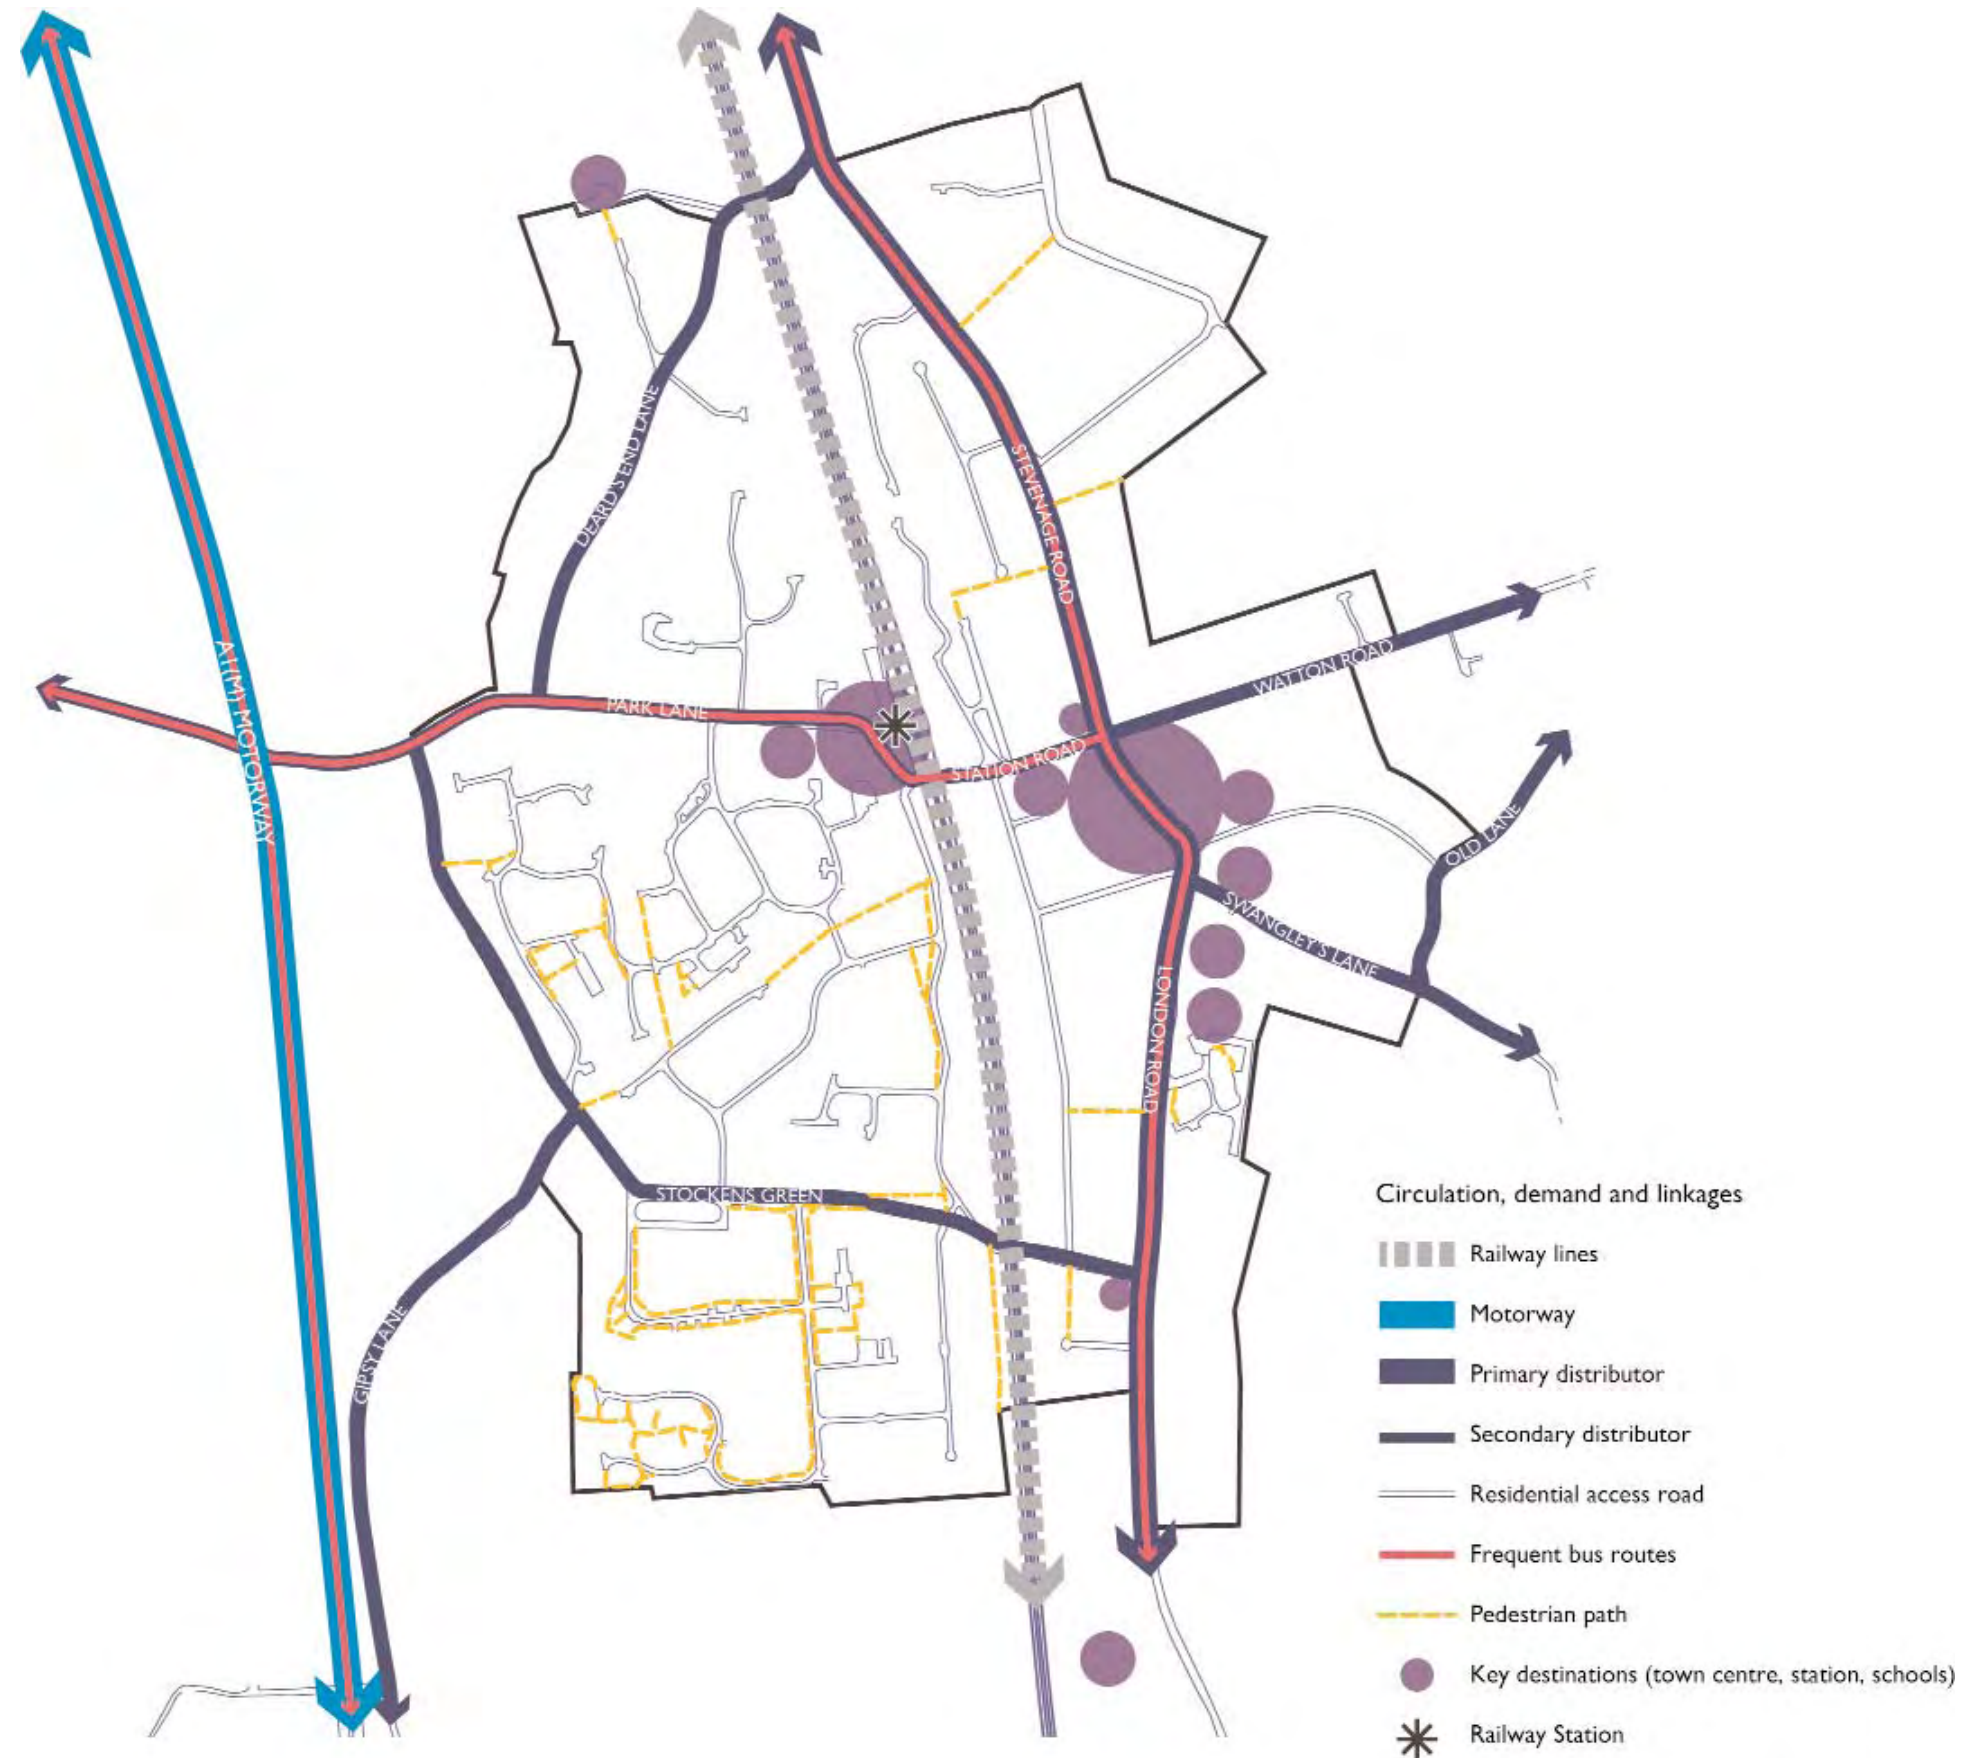 DEARD'S END LANE
STEVENAGE ROAD
A1(M) MOTORWAY
PARK LANE
WATTON ROAD
STATION ROAD
OLD LANE
SWANGLEY'S LANE
LONDON ROAD
STOCKENS GREEN
GIPSY LANE
Circulation, demand and linkages
Railway lines
Motorway
Primary distributor
Secondary distributor
Residential access road
Frequent bus routes
Pedestrian path
Key destinations (town centre, station, schools)
Railway Station